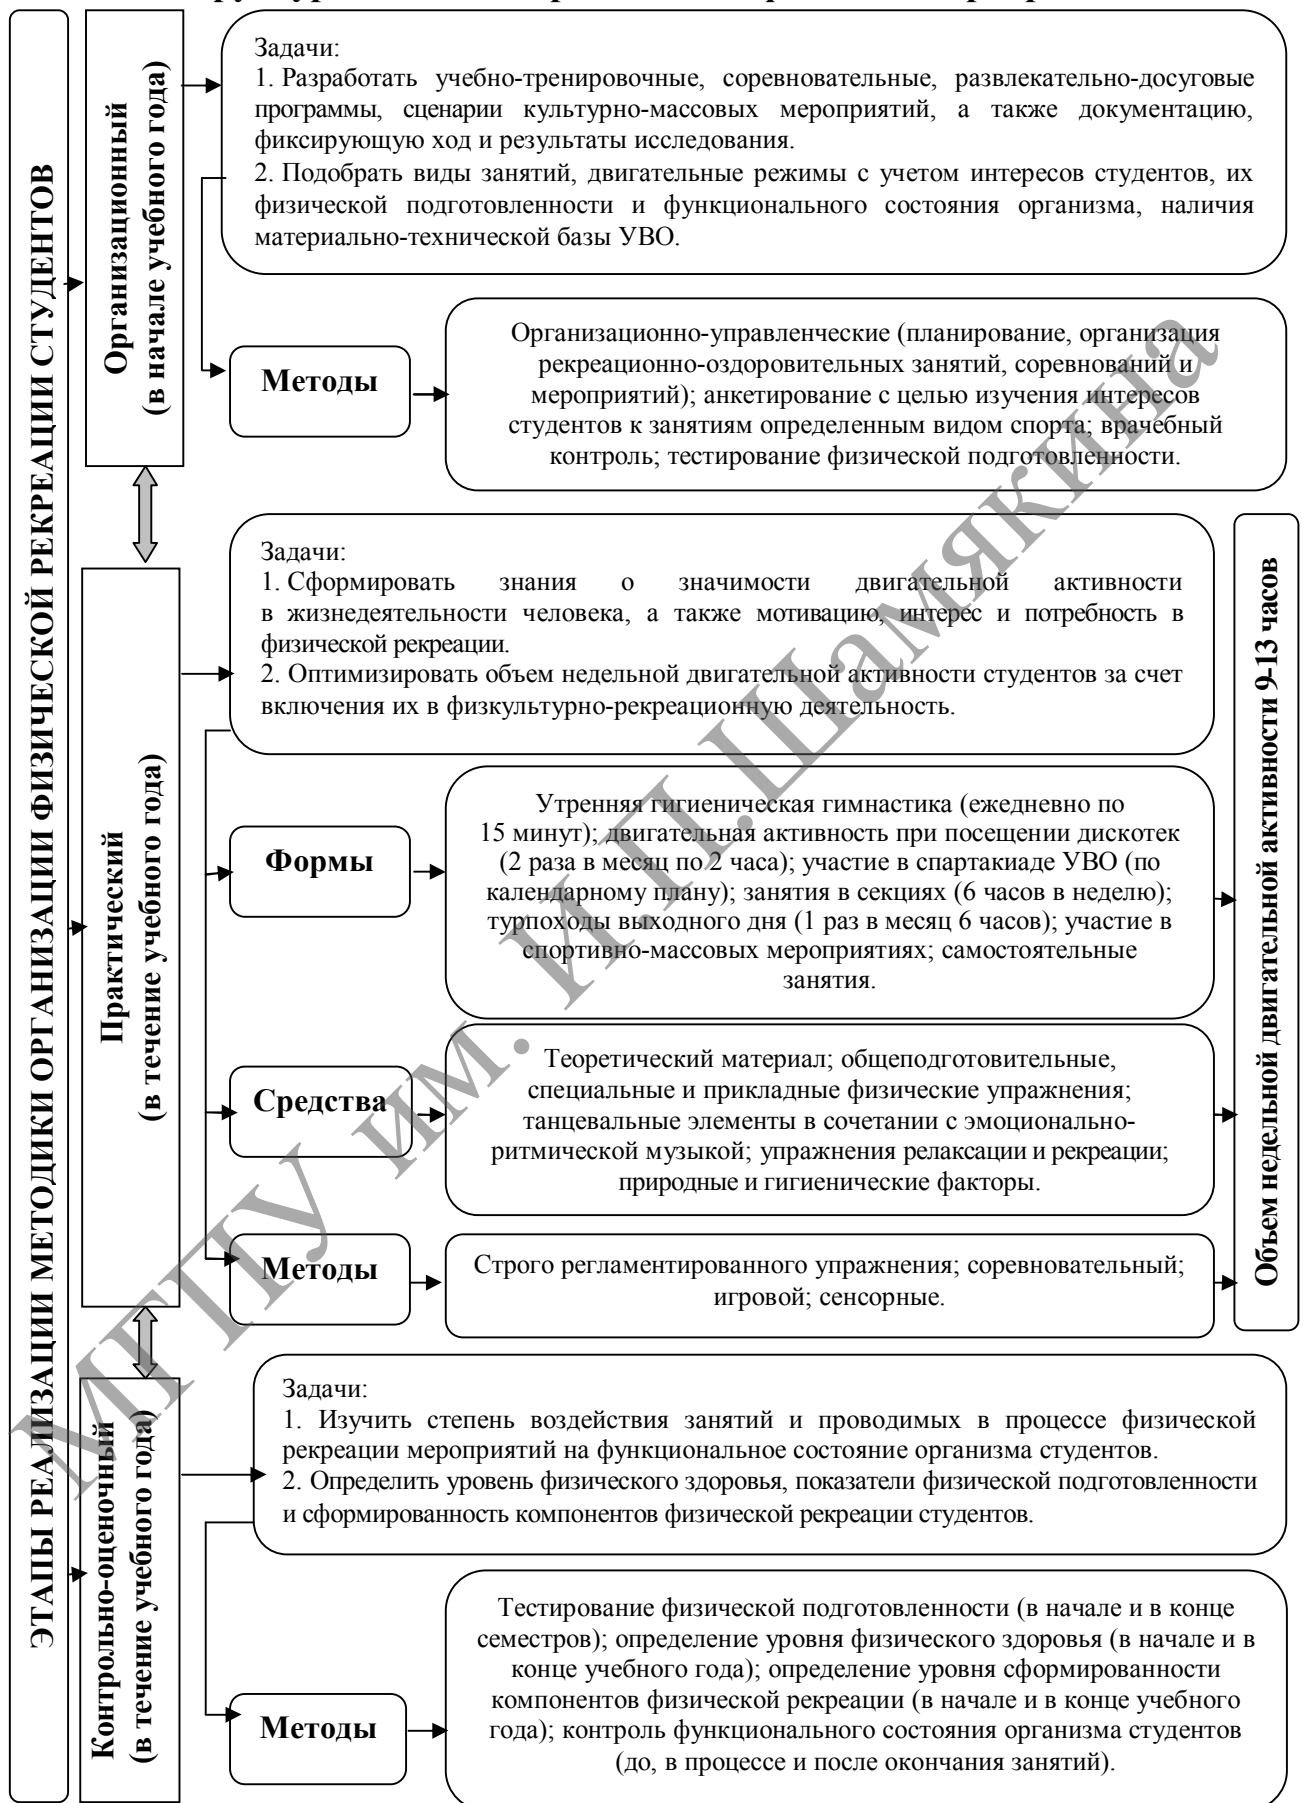 ЭТАПЫ РЕАЛИЗАЦИИ МЕТОДИКИ ОРГАНИЗАЦИИ ФИЗИЧЕСКОЙ РЕКРЕАЦИИ СТУДЕНТОВ
Организационный
(в начале учебного года)
Задачи:
1. Разработать учебно-тренировочные, соревновательные, развлекательно-досуговые
программы, сценарии культурно-массовых мероприятий, а также документацию,
фиксирующую ход и результаты исследования.
2. Подобрать виды занятий, двигательные режимы с учетом интересов студентов, их
физической подготовленности и функционального состояния организма, наличия
материально-технической базы УВО.
Методы
Организационно-управленческие (планирование, организация
рекреационно-оздоровительных занятий, соревнований и
мероприятий); анкетирование с целью изучения интересов
студентов к занятиям определенным видом спорта; врачебный
контроль; тестирование физической подготовленности.
Практический
(в течение учебного года)
Задачи:
1. Сформировать знания о значимости двигательной активности
в жизнедеятельности человека, а также мотивацию, интерес и потребность в
физической рекреации.
2. Оптимизировать объем недельной двигательной активности студентов за счет
включения их в физкультурно-рекреационную деятельность.
Формы
Утренняя гигиеническая гимнастика (ежедневно по
15 минут); двигательная активность при посещении дискотек
(2 раза в месяц по 2 часа); участие в спартакиаде УВО (по
календарному плану); занятия в секциях (6 часов в неделю);
турпоходы выходного дня (1 раз в месяц 6 часов); участие в
спортивно-массовых мероприятиях; самостоятельные
занятия.
Средства
Теоретический материал; общеподготовительные,
специальные и прикладные физические упражнения;
танцевальные элементы в сочетании с эмоционально-
ритмической музыкой; упражнения релаксации и рекреации;
природные и гигиенические факторы.
Методы
Строго регламентированного упражнения; соревновательный;
игровой; сенсорные.
Объем недельной двигательной активности 9-13 часов
Контрольно-оценочный
(в течение учебного года)
Задачи:
1. Изучить степень воздействия занятий и проводимых в процессе физической
рекреации мероприятий на функциональное состояние организма студентов.
2. Определить уровень физического здоровья, показатели физической подготовленности
и сформированность компонентов физической рекреации студентов.
Методы
Тестирование физической подготовленности (в начале и в конце
семестров); определение уровня физического здоровья (в начале и в
конце учебного года); определение уровня сформированности
компонентов физической рекреации (в начале и в конце учебного
года); контроль функционального состояния организма студентов
(до, в процессе и после окончания занятий).
МГПУ им. И.П.Шамякина